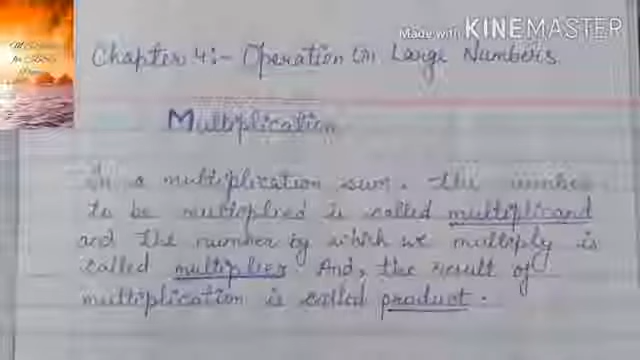 Made with KINEMASTER
Chapter 4:- Operation on Large Numbers
Multiplication
In a multiplication sum. The number
to be multiplied is called multiplicand
and the number by which we multiply is
called multiplier. And, the result of
multiplication is called product.